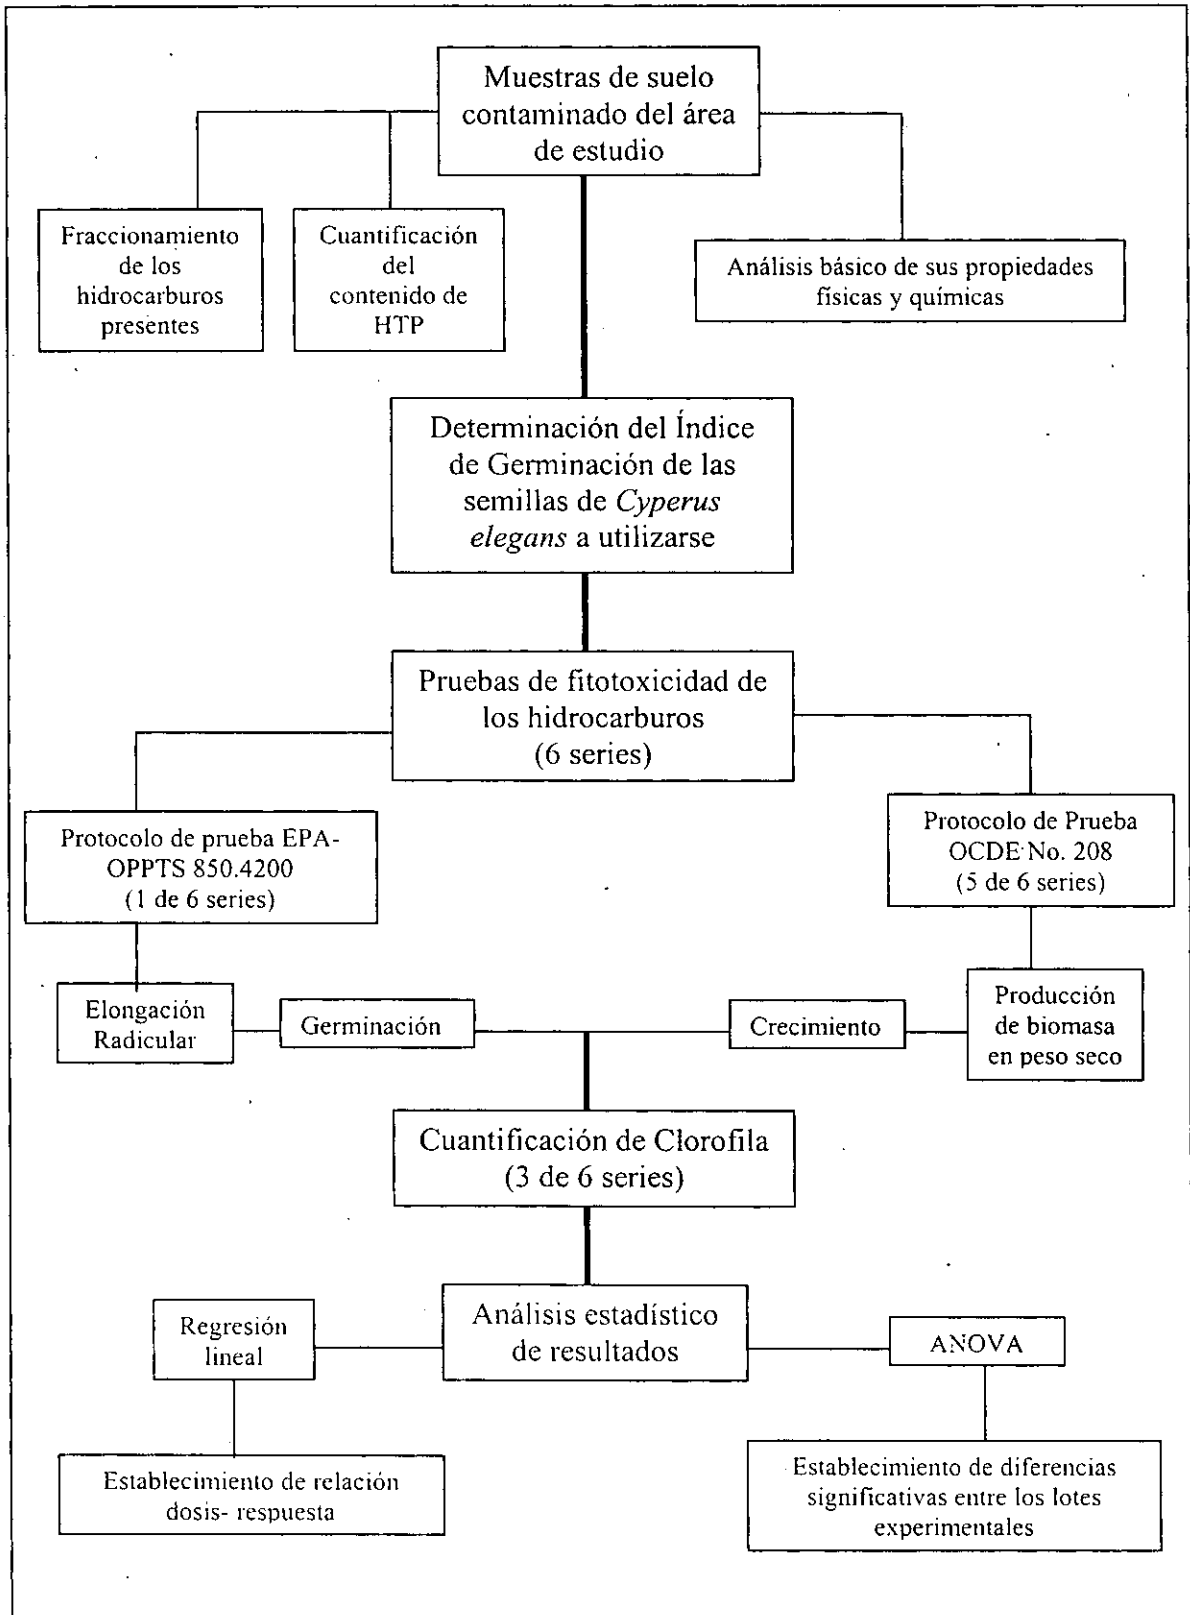 Muestras de suelo
contaminado del área
de estudio
Fraccionamiento
de los
hidrocarburos
presentes
Cuantificación
del
contenido de
HTP
Análisis básico de sus propiedades
físicas y químicas
Determinación del Índice
de Germinación de las
semillas de Cyperus
elegans a utilizarse
Pruebas de fitotoxicidad de
los hidrocarburos
(6 series)
Protocolo de prueba EPA-
OPPTS 850.4200
(1 de 6 series)
Protocolo de Prueba
OCDE No. 208
(5 de 6 series)
Elongación
Radicular
Germinación
Crecimiento
Producción
de biomasa
en peso seco
Cuantificación de Clorofila
(3 de 6 series)
Análisis estadístico
de resultados
Regresión
lineal
ANOVA
Establecimiento de relación
dosis- respuesta
Establecimiento de diferencias
significativas entre los lotes
experimentales